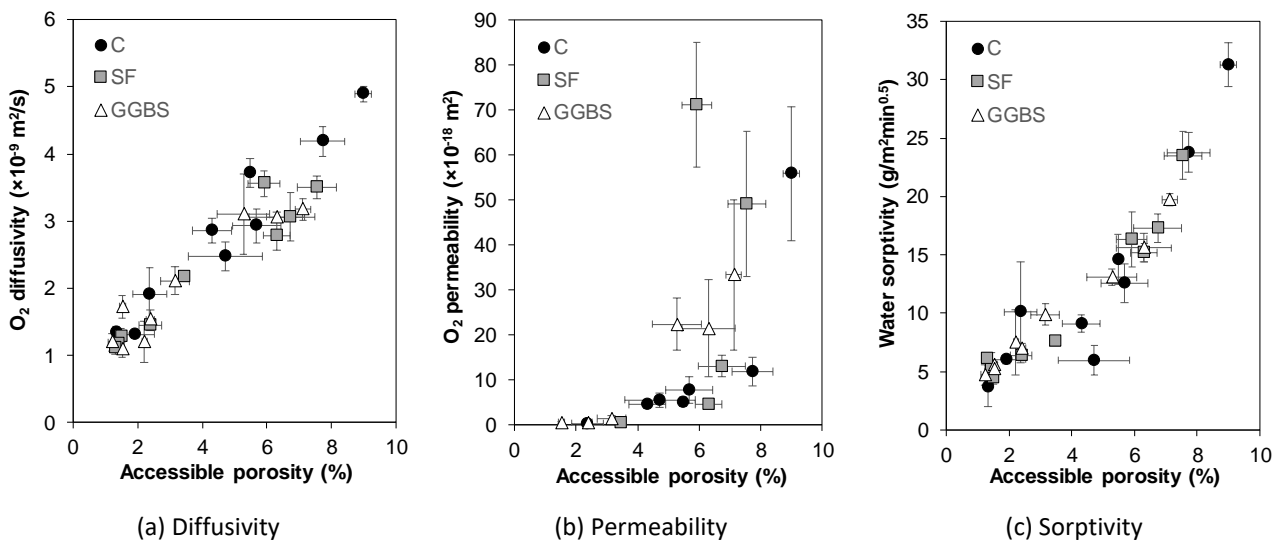 6
5
4
3
2
1
0
O₂ diffusivity (×10⁻⁹ m²/s)
C
SF
GGBS
0 2 4 6 8 10
Accessible porosity (%)
(a) Diffusivity
90
80
70
60
50
40
30
20
10
0
O₂ permeability (×10⁻¹⁸ m²)
C
SF
GGBS
0 2 4 6 8 10
Accessible porosity (%)
(b) Permeability
35
30
25
20
15
10
5
0
Water sorptivity (g/m²min⁰·⁵)
C
SF
GGBS
0 2 4 6 8 10
Accessible porosity (%)
(c) Sorptivity